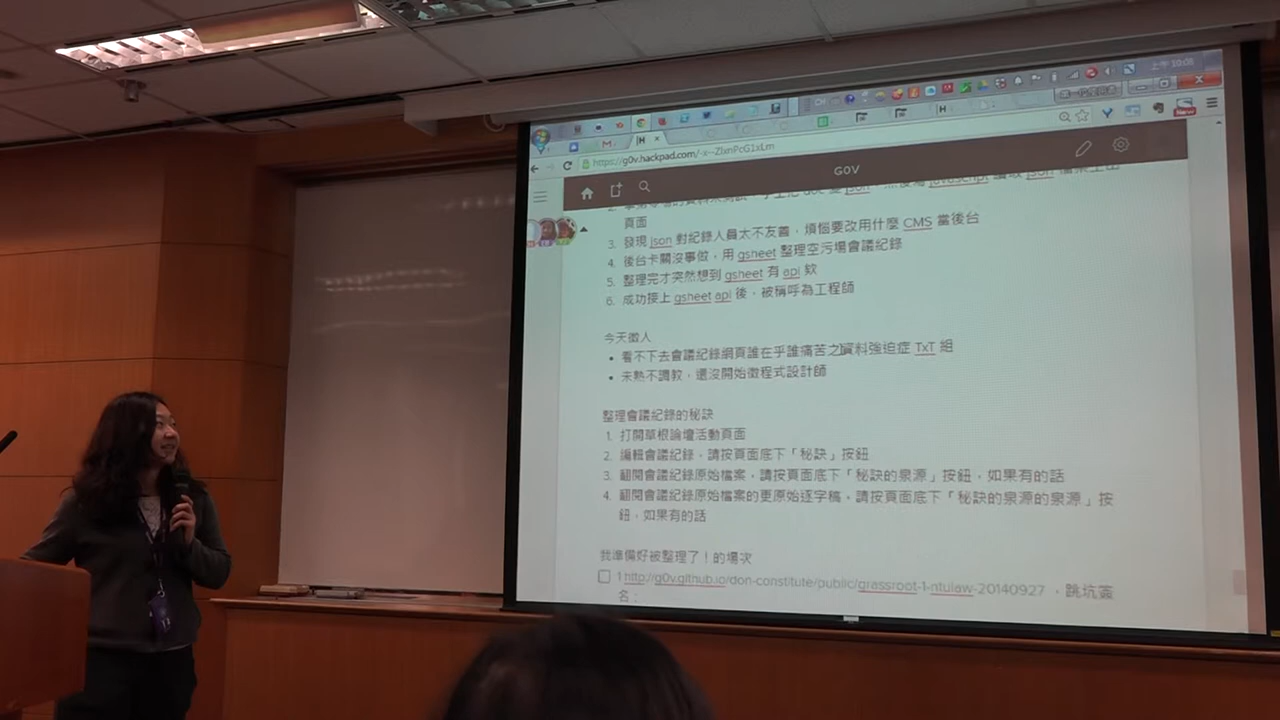 上午 10:08
https://g0v.hackpad.com/-x--ZlxnPcG1xLm
New
G0V
頁面
3. 發現 json 對紀錄人員太不友善，煩惱要改用什麼 CMS 當後台
4. 後台卡關沒事做，用 gsheet 整理空污場會議紀錄
5. 整理完才突然想到 gsheet 有 api 欸
6. 成功接上 gsheet api 後，被稱呼為工程師
今天徵人
• 看不下去會議紀錄網頁誰在乎誰痛苦之資料強迫症 TxT 組
• 未熟不調教，還沒開始徵程式設計師
整理會議紀錄的秘訣
1. 打開草根論壇活動頁面
2. 編輯會議紀錄，請按頁面底下「秘訣」按鈕
3. 翻閱會議紀錄原始檔案，請按頁面底下「秘訣的泉源」按鈕，如果有的話
4. 翻閱會議紀錄原始檔案的更原始逐字稿，請按頁面底下「秘訣的泉源的泉源」按
鈕，如果有的話
我準備好被整理了！的場次
1 http://g0v.github.io/don-constitute/public/grassroot-1-ntulaw-20140927 ，跳坑簽
名：